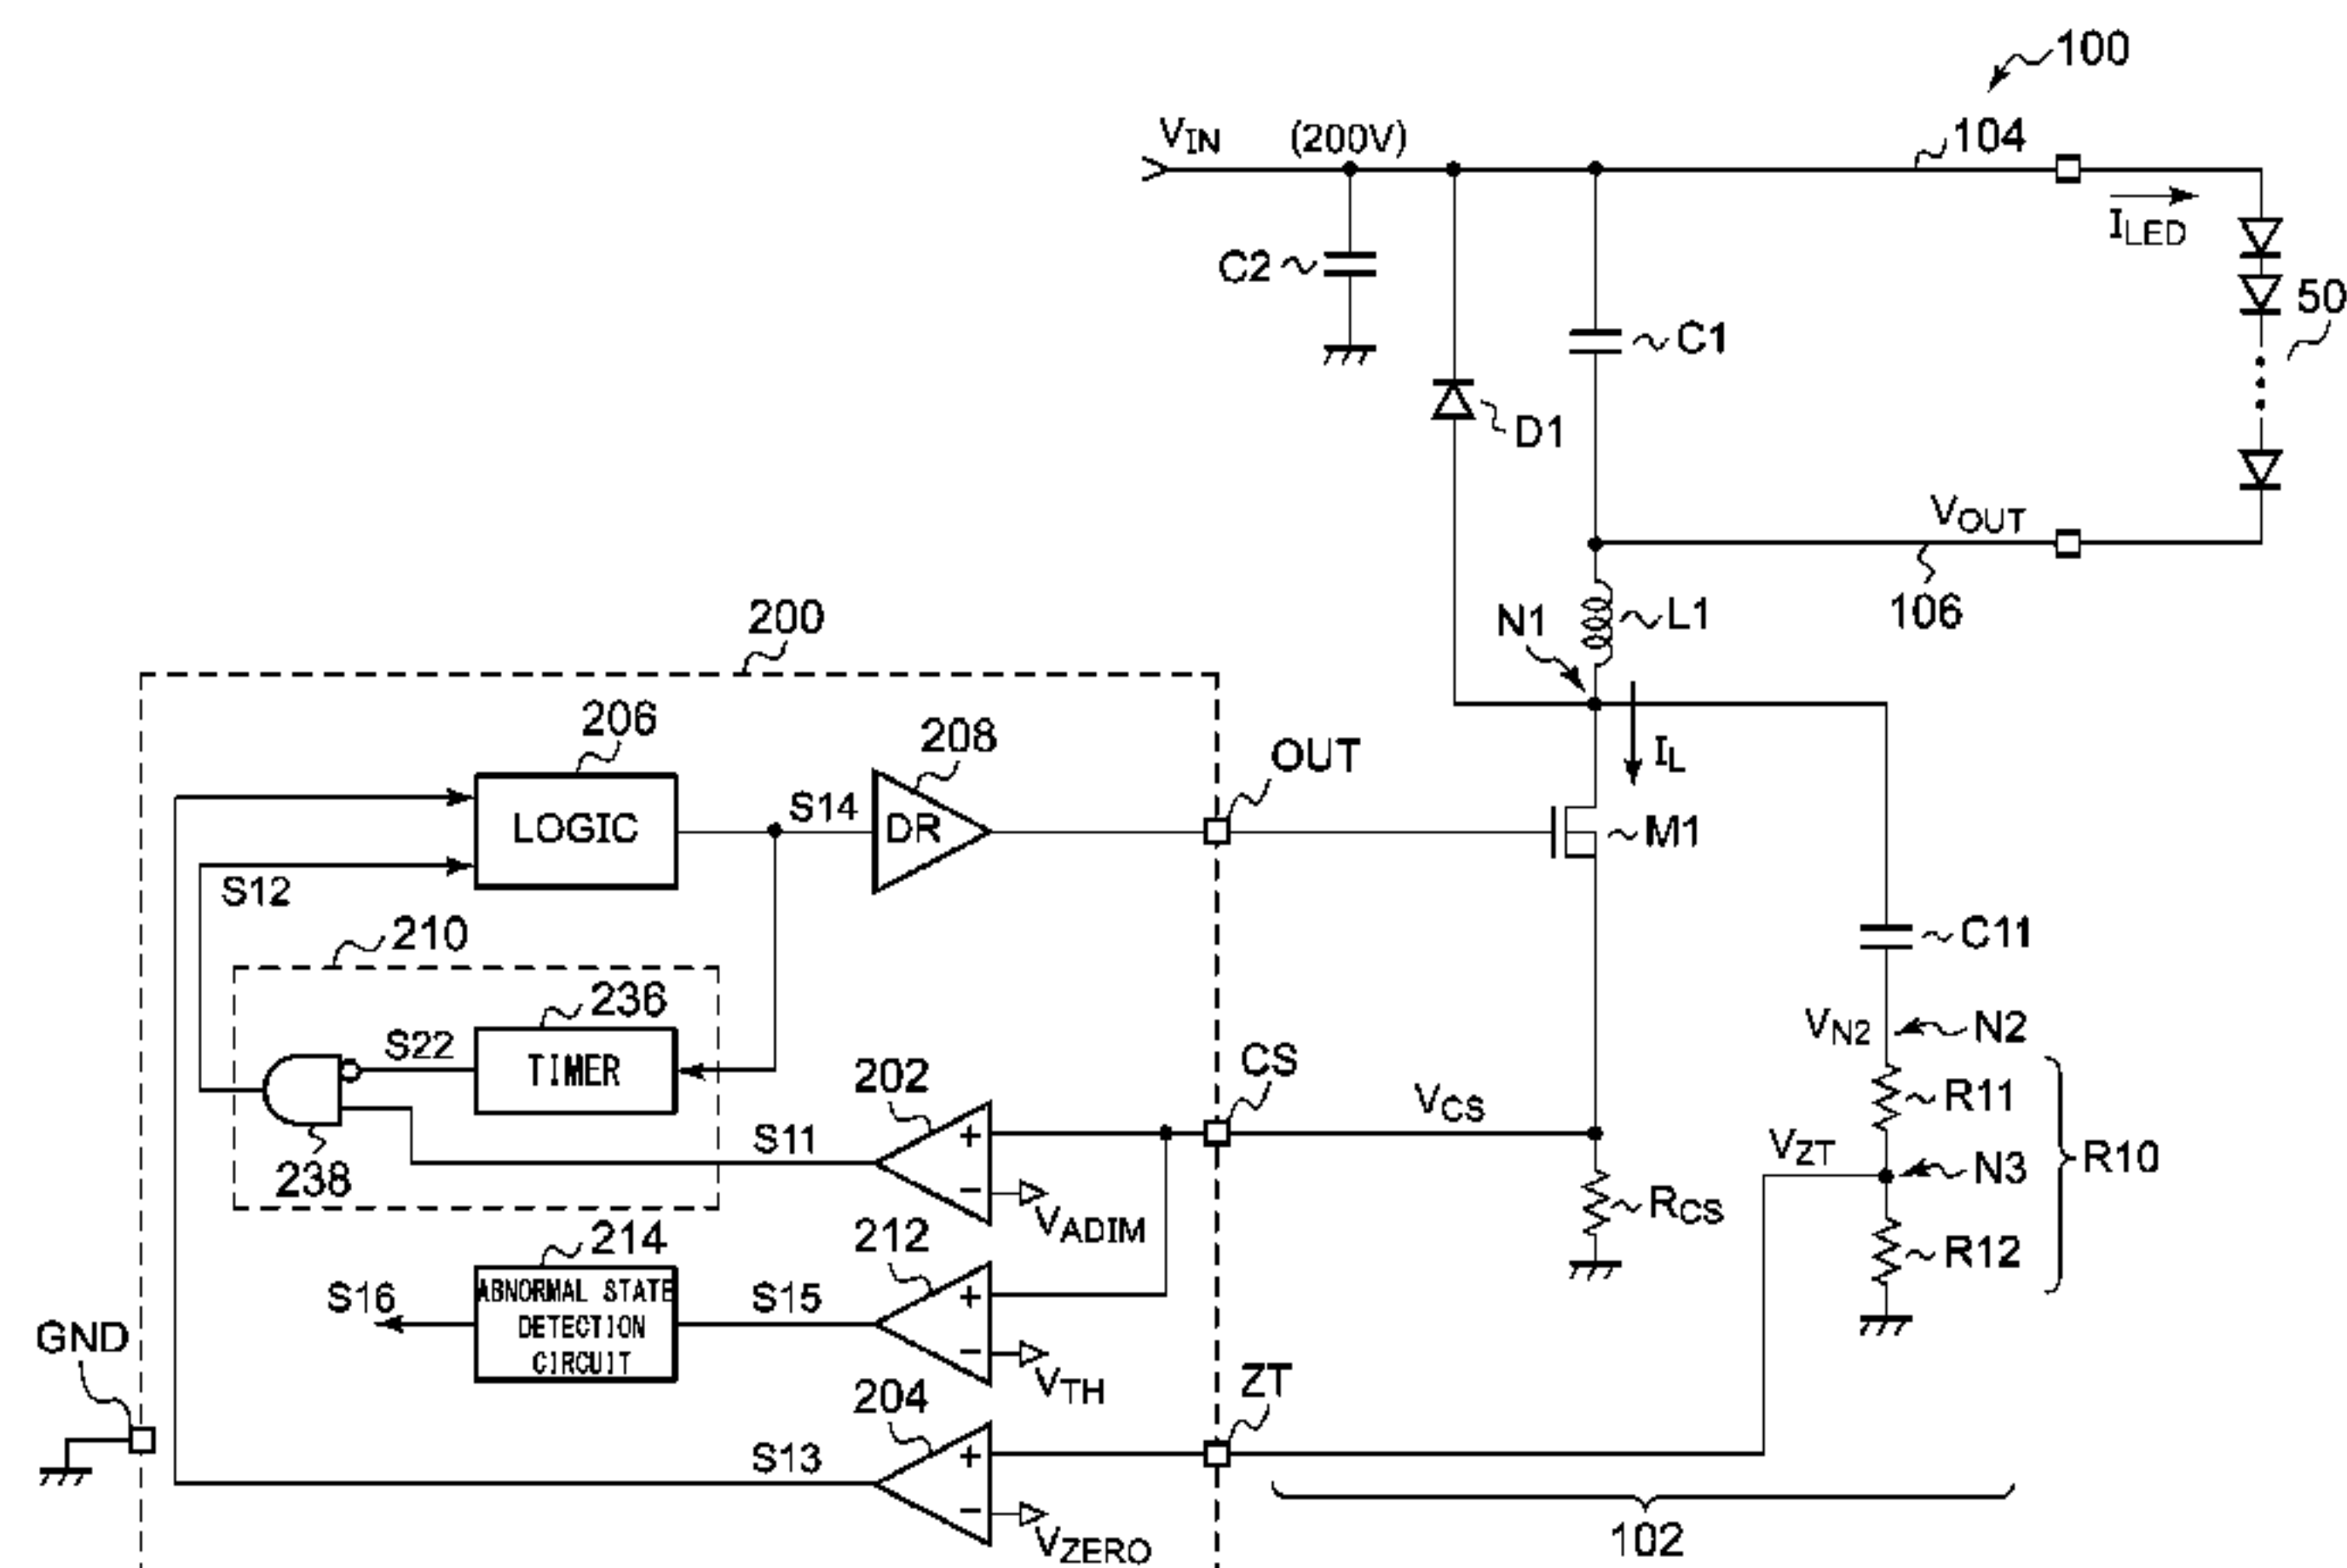 100
VIN (200V)
104
ILED
C2
C1
50
D1
VOUT
106
N1
L1
200
206
208
OUT
IL
LOGIC
S14
DR
M1
S12
210
C11
236
S22
TIMER
VN2
N2
202
CS
VCS
R11
S11
VZT
N3
R10
238
VADIM
RCS
R12
214
212
S16
ABNORMAL STATE
DETECTION
CIRCUIT
S15
GND
VTH
204
ZT
S13
VZERO
102
+
−
+
−
+
−